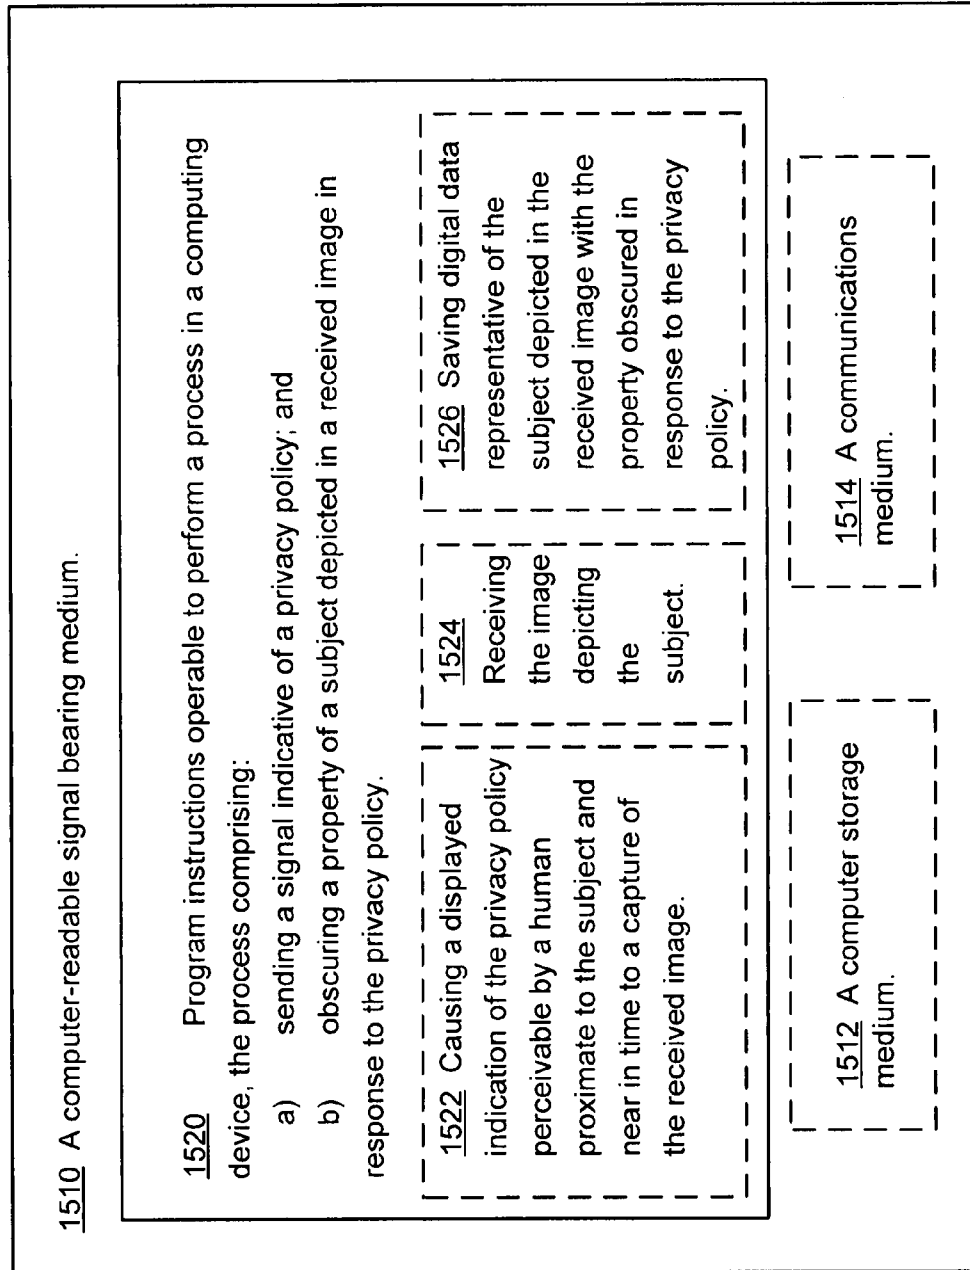 1510 A computer-readable signal bearing medium.
1520 Program instructions operable to perform a process in a computing
device, the process comprising:
a) sending a signal indicative of a privacy policy; and
b) obscuring a property of a subject depicted in a received image in
response to the privacy policy.
1522 Causing a displayed
indication of the privacy policy
perceivable by a human
proximate to the subject and
near in time to a capture of
the received image.
1524
Receiving
the image
depicting
the
subject.
1526 Saving digital data
representative of the
subject depicted in the
received image with the
property obscured in
response to the privacy
policy.
1512 A computer storage
medium.
1514 A communications
medium.